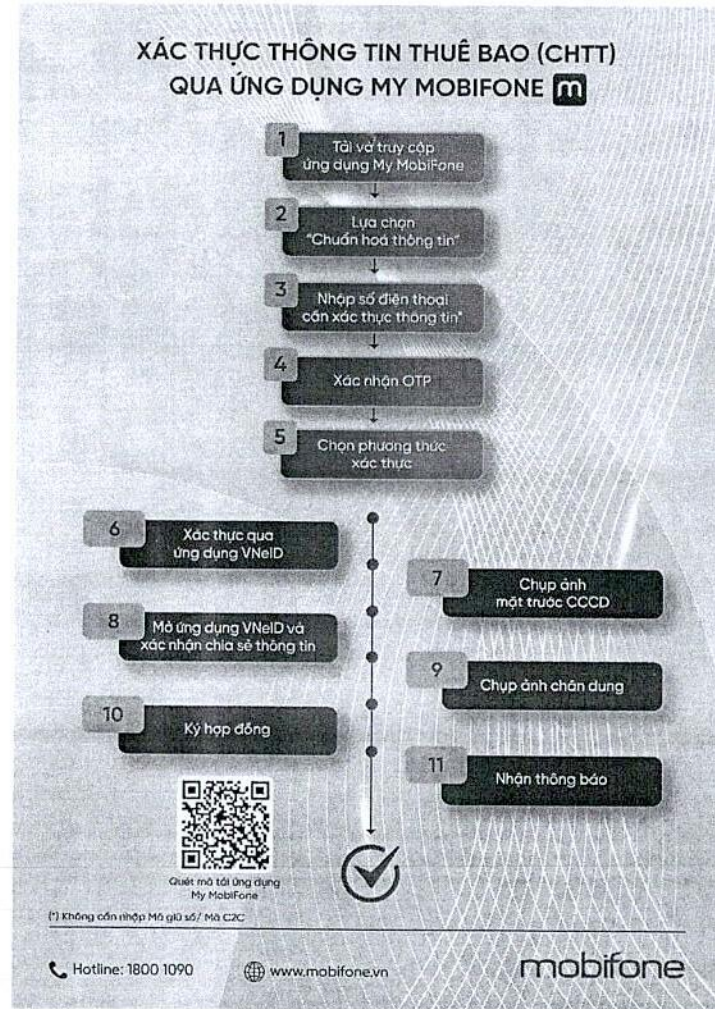 XÁC THỰC THÔNG TIN THUÊ BAO (CHTT)
QUA ỨNG DỤNG MY MOBIFONE m
1
Tải và truy cập
ứng dụng My MobiFone
2
Lựa chọn
"Chuẩn hoá thông tin"
3
Nhập số điện thoại
cần xác thực thông tin*
4
Xác nhận OTP
5
Chọn phương thức
xác thực
6
Xác thực qua
ứng dụng VNeID
7
Chụp ảnh
mặt trước CCCD
8
Mở ứng dụng VNeID và
xác nhận chia sẻ thông tin
9
Chụp ảnh chân dung
10
Ký hợp đồng
11
Nhận thông báo
Quét mã tải ứng dụng
My MobiFone
(*) Không cần nhập Mã giữ số/ Mã C2C
Hotline: 1800 1090
www.mobifone.vn
mobifone